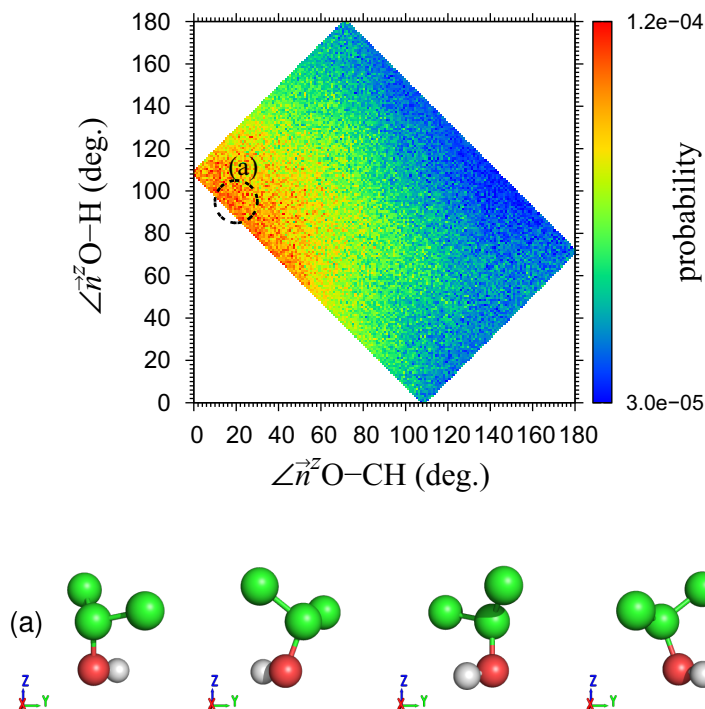 180
160
140
120
100
80
60
40
20
0
∠n⃗ᶻO−H (deg.)
(a)
0 20 40 60 80 100 120 140 160 180
∠n⃗ᶻO−CH (deg.)
1.2e−04
probability
3.0e−05
(a)
Z Z Z Z
X Y X Y X Y X Y